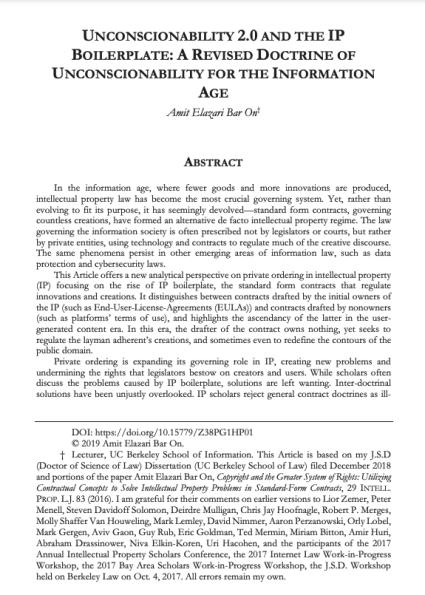 UNCONSCIONABILITY 2.0 AND THE IP
BOILERPLATE: A REVISED DOCTRINE OF
UNCONSCIONABILITY FOR THE INFORMATION
AGE
Amit Elazari Bar On†
ABSTRACT
In the information age, where fewer goods and more innovations are produced,
intellectual property law has become the most crucial governing system. Yet, rather than
evolving to fit its purpose, it has seemingly devolved—standard form contracts, governing
countless creations, have formed an alternative de facto intellectual property regime. The law
governing the information society is often prescribed not by legislators or courts, but rather
by private entities, using technology and contracts to regulate much of the creative discourse.
The same phenomena persist in other emerging areas of information law, such as data
protection and cybersecurity laws.
This Article offers a new analytical perspective on private ordering in intellectual property
(IP) focusing on the rise of IP boilerplate, the standard form contracts that regulate
innovations and creations. It distinguishes between contracts drafted by the initial owners of
the IP (such as End-User-License-Agreements (EULAs)) and contracts drafted by nonowners
(such as platforms' terms of use), and highlights the ascendancy of the latter in the user-
generated content era. In this era, the drafter of the contract owns nothing, yet seeks to
regulate the layman adherent's creations, and sometimes even to redefine the contours of the
public domain.
Private ordering is expanding its governing role in IP, creating new problems and
undermining the rights that legislators bestow on creators and users. While scholars often
discuss the problems caused by IP boilerplate, solutions are left wanting. Inter-doctrinal
solutions have been unjustly overlooked. IP scholars reject general contract doctrines as ill-
DOI: https://doi.org/10.15779/Z38PG1HP01
© 2019 Amit Elazari Bar On.
† Lecturer, UC Berkeley School of Information. This Article is based on my J.S.D
(Doctor of Science of Law) Dissertation (UC Berkeley School of Law) filed December 2018
and portions of the paper Amit Elazari Bar On, Copyright and the Greater System of Rights: Utilizing
Contractual Concepts to Solve Intellectual Property Problems in Standard-Form Contracts, 29 INTELL.
PROP. L.J. 83 (2016). I am grateful for their comments on earlier versions to Lior Zemer, Peter
Menell, Steven Davidoff Solomon, Deirdre Mulligan, Chris Jay Hoofnagle, Robert P. Merges,
Molly Shaffer Van Houweling, Mark Lemley, David Nimmer, Aaron Perzanowski, Orly Lobel,
Mark Gergen, Aviv Gaon, Guy Rub, Eric Goldman, Ted Mermin, Miriam Bitton, Amir Huri,
Abraham Drassinower, Niva Elkin-Koren, Uri Hacohen, and the participants of the 2017
Annual Intellectual Property Scholars Conference, the 2017 Internet Law Work-in-Progress
Workshop, the 2017 Bay Area Scholars Work-in-Progress Workshop, the J.S.D. Workshop
held on Berkeley Law on Oct. 4, 2017. All errors remain my own.